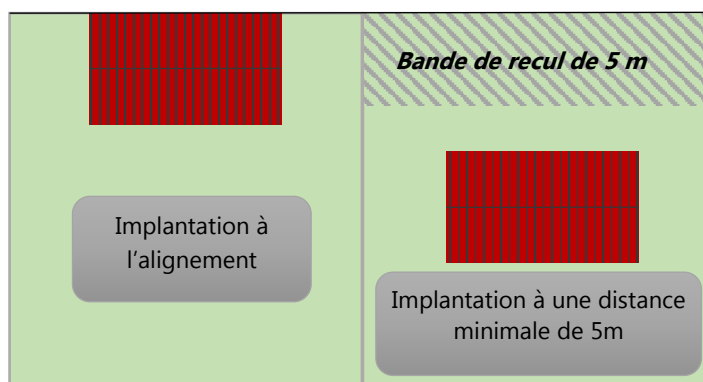 Bande de recul de 5 m
Implantation à
l’alignement
Implantation à une distance
minimale de 5m